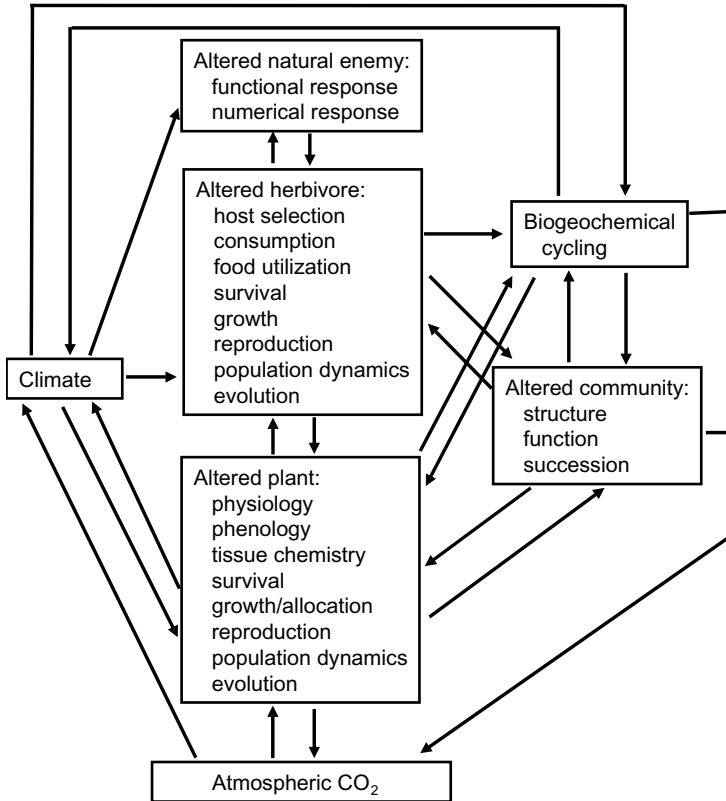 Altered natural enemy:
functional response
numerical response
Altered herbivore:
host selection
consumption
food utilization
survival
growth
reproduction
population dynamics
evolution
Biogeochemical
cycling
Climate
Altered community:
structure
function
succession
Altered plant:
physiology
phenology
tissue chemistry
survival
growth/allocation
reproduction
population dynamics
evolution
Atmospheric CO₂